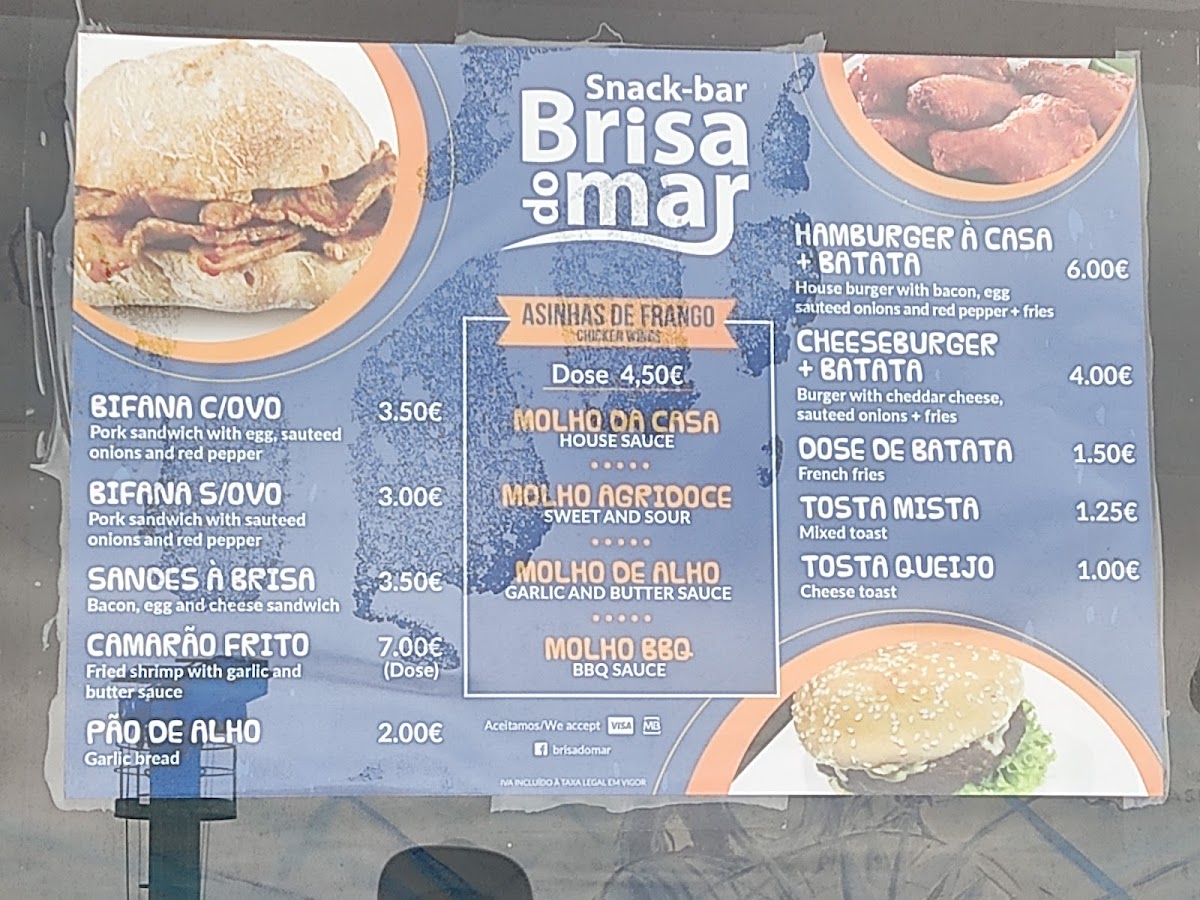 Snack-bar
Brisa
do mar
BIFANA C/OVO 3.50€
Pork sandwich with egg, sauteed
onions and red pepper
BIFANA S/OVO 3.00€
Pork sandwich with sauteed
onions and red pepper
SANDES À BRISA 3.50€
Bacon, egg and cheese sandwich
CAMARÃO FRITO 7.00€
Fried shrimp with garlic and (Dose)
butter sauce
PÃO DE ALHO 2.00€
Garlic bread
ASINHAS DE FRANGO
CHICKEN WINGS
Dose 4,50€
MOLHO DA CASA
HOUSE SAUCE
MOLHO AGRIDOCE
SWEET AND SOUR
MOLHO DE ALHO
GARLIC AND BUTTER SAUCE
MOLHO BBQ
BBQ SAUCE
Aceitamos/We accept VISA MB
f brisadomar
IVA INCLUÍDO À TAXA LEGAL EM VIGOR
HAMBURGER À CASA
+ BATATA 6.00€
House burger with bacon, egg
sauteed onions and red pepper + fries
CHEESEBURGER
+ BATATA 4.00€
Burger with cheddar cheese,
sauteed onions + fries
DOSE DE BATATA 1.50€
French fries
TOSTA MISTA 1.25€
Mixed toast
TOSTA QUEIJO 1.00€
Cheese toast